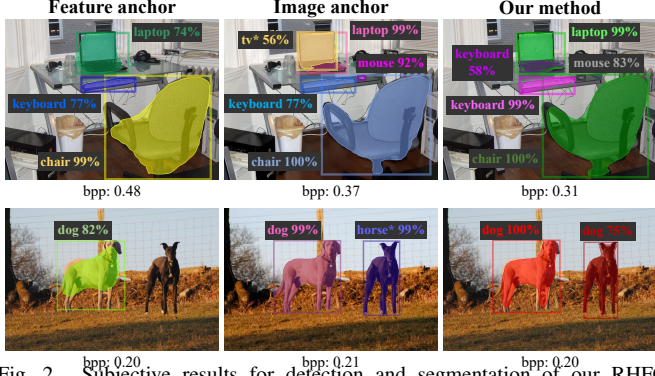 Feature anchor Image anchor Our method
laptop 74% laptop 99% laptop 99%
tv* 56%
mouse 92% keyboard 58% mouse 83%
keyboard 77% keyboard 77% keyboard 99%
chair 99% chair 100% chair 100%
bpp: 0.48 bpp: 0.37 bpp: 0.31
dog 82% dog 99% horse* 99% dog 100% dog 75%
bpp: 0.20 bpp: 0.21 bpp: 0.20
Fig. 2. Subjective results for detection and segmentation of our